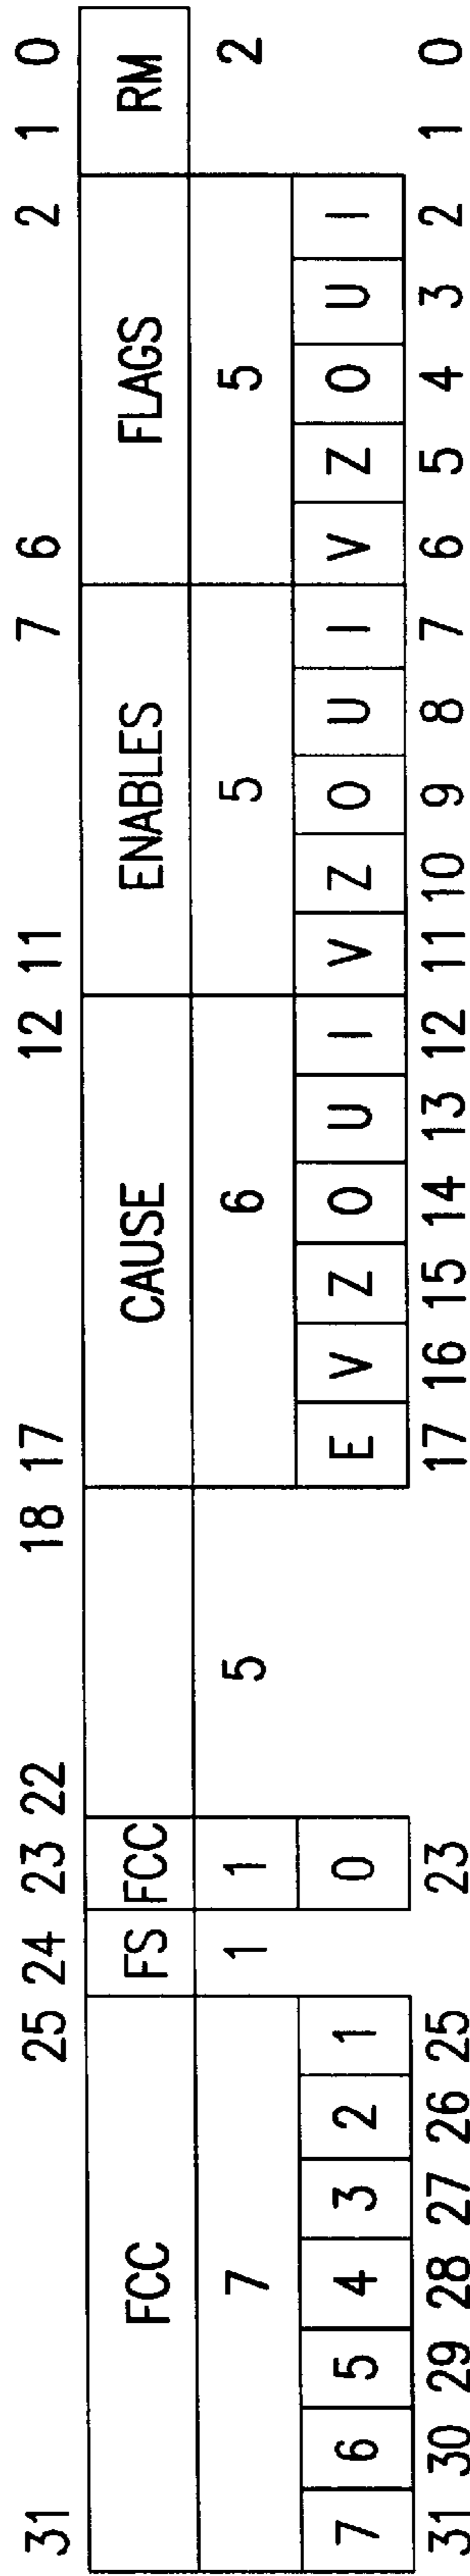 31 25 24 23 22 18 17 12 11 7 6 2 1 0
FCC FS FCC CAUSE ENABLES FLAGS RM
7 1 1 5 6 5 5 2
7 6 5 4 3 2 1 0 E V Z O U I V Z O U I V Z O U I
31 30 29 28 27 26 25 23 17 16 15 14 13 12 11 10 9 8 7 6 5 4 3 2 1 0